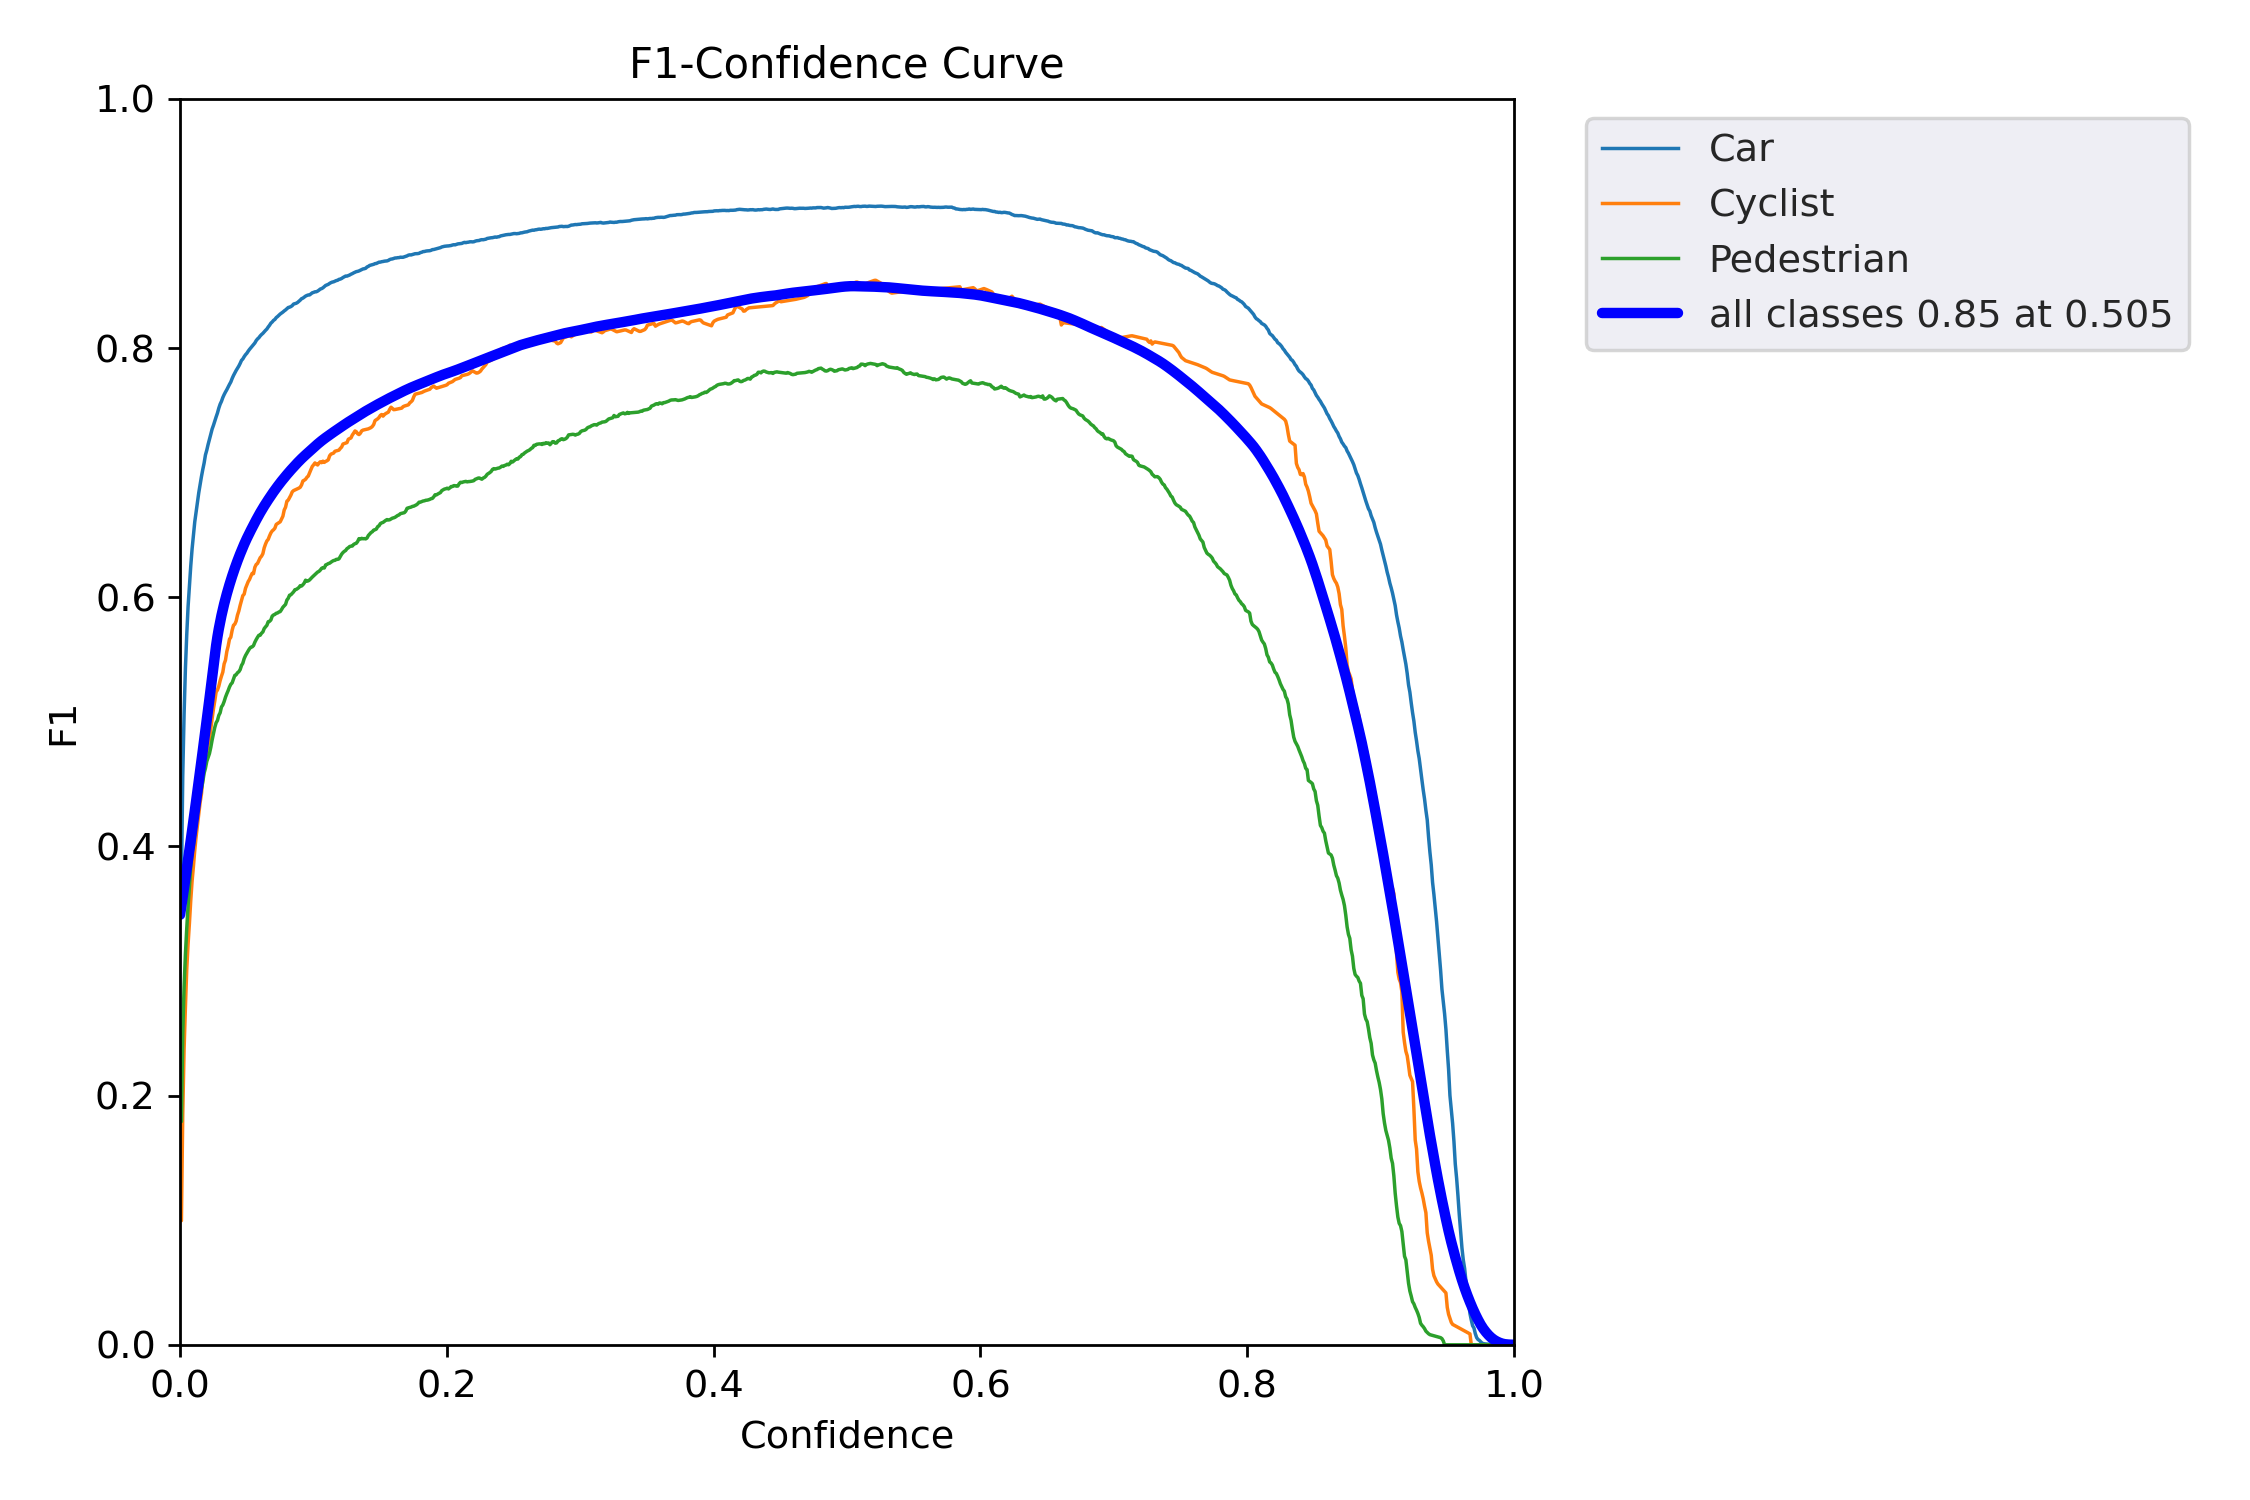 F1-Confidence Curve
1.0
0.8
0.6
0.4
0.2
0.0
F1
0.0 0.2 0.4 0.6 0.8 1.0
Confidence
Car
Cyclist
Pedestrian
all classes 0.85 at 0.505